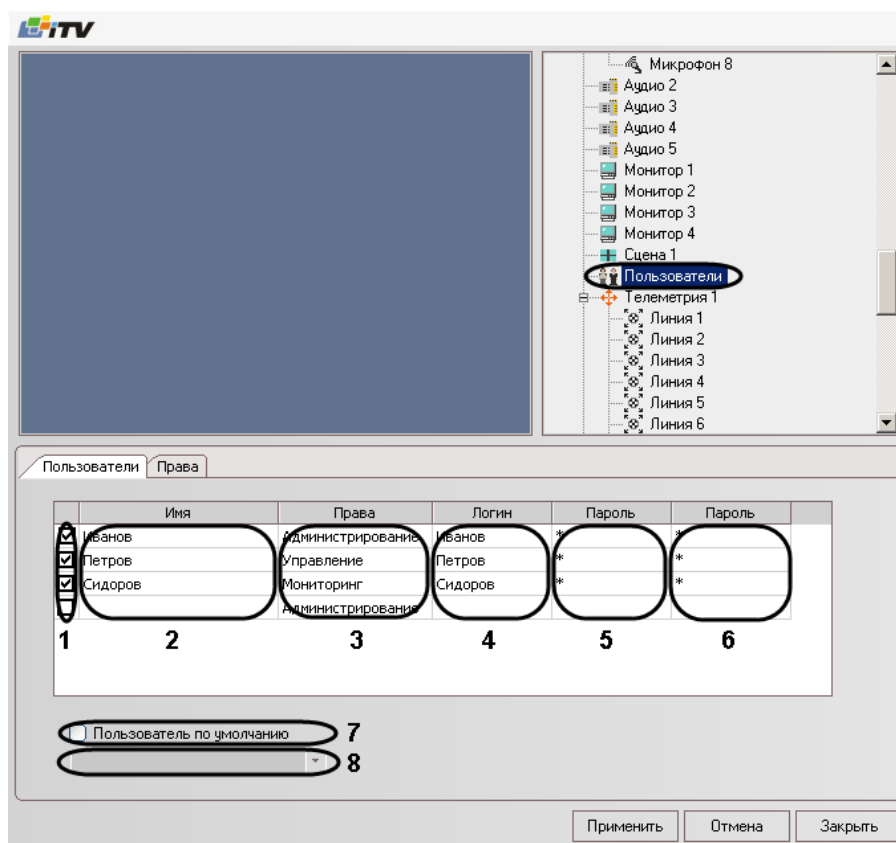 iTV
Микрофон 8
Аудио 2
Аудио 3
Аудио 4
Аудио 5
Монитор 1
Монитор 2
Монитор 3
Монитор 4
Сцена 1
Пользователи
Телеметрия 1
Линия 1
Линия 2
Линия 3
Линия 4
Линия 5
Линия 6
Пользователи Права
Имя Права Логин Пароль Пароль
Иванов Администрирование Иванов * *
Петров Управление Петров * *
Сидоров Мониторинг Сидоров * *
Администрирование
1 2 3 4 5 6
Пользователь по умолчанию 7
8
Применить Отмена Закрыть